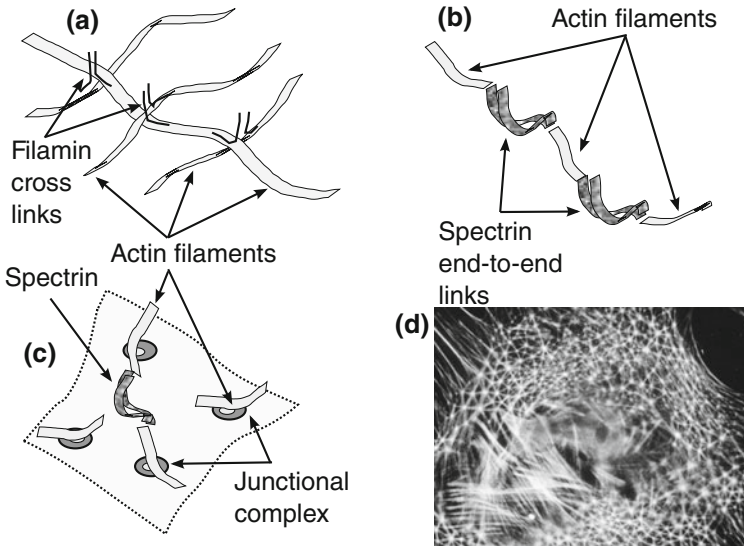 (a)
Filamin
cross
links
Actin filaments
(b)
Actin filaments
Spectrin
end-to-end
links
Spectrin
(c)
Junctional
complex
(d)